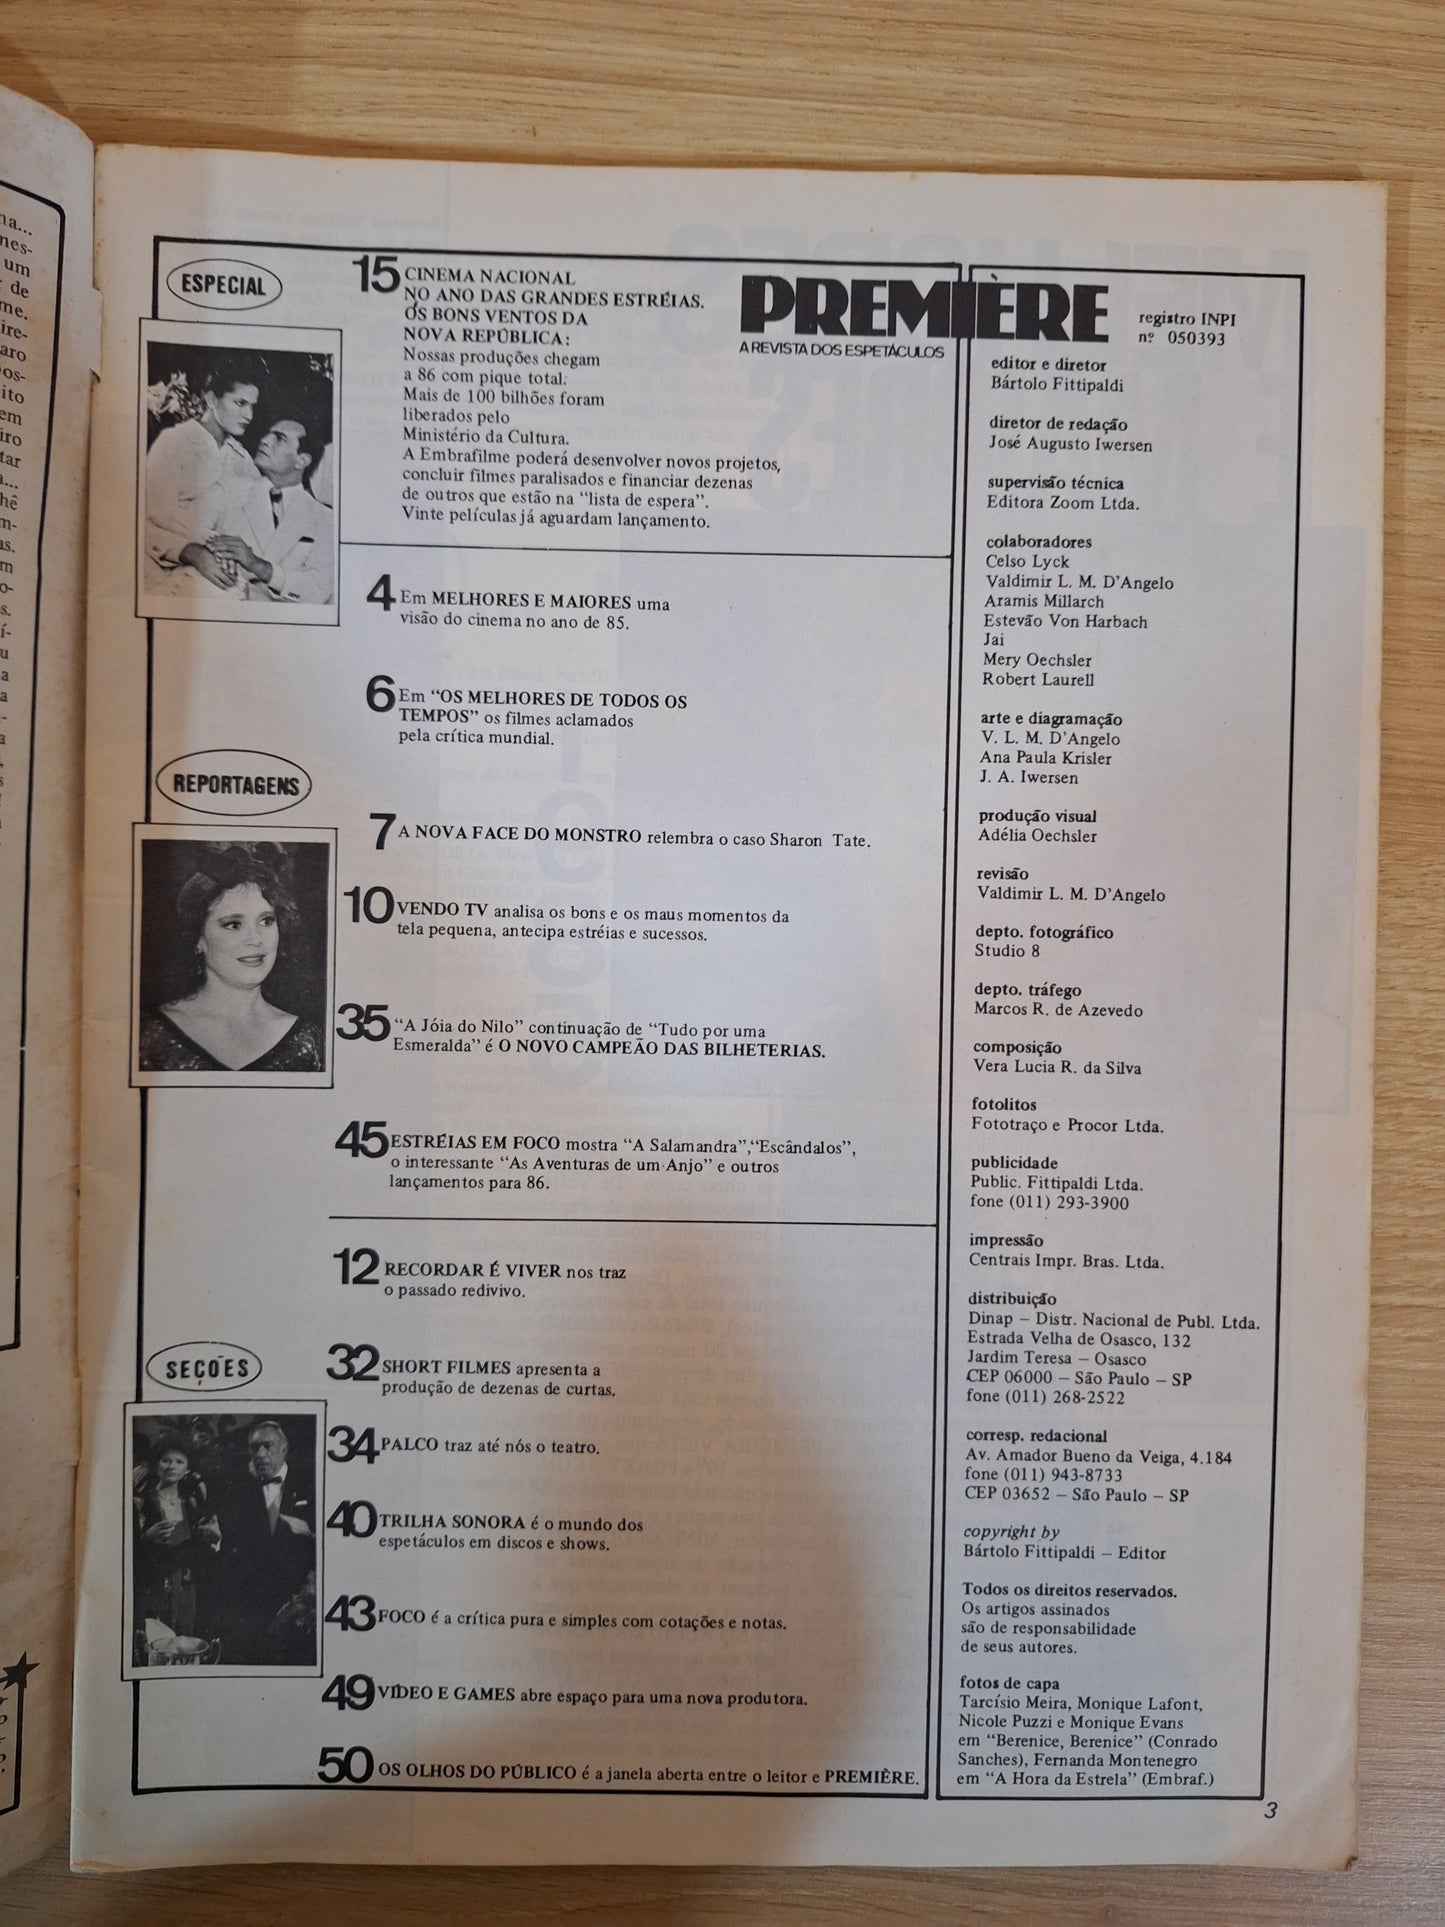 ESPECIAL
15 CINEMA NACIONAL
NO ANO DAS GRANDES ESTRÉIAS.
OS BONS VENTOS DA
NOVA REPÚBLICA:
Nossas produções chegam
a 86 com pique total.
Mais de 100 bilhões foram
liberados pelo
Ministério da Cultura.
A Embrafilme poderá desenvolver novos projetos,
concluir filmes paralisados e financiar dezenas
de outros que estão na “lista de espera”.
Vinte películas já aguardam lançamento.
4 Em MELHORES E MAIORES uma
visão do cinema no ano de 85.
6 Em “OS MELHORES DE TODOS OS
TEMPOS” os filmes aclamados
pela crítica mundial.
REPORTAGENS
7 A NOVA FACE DO MONSTRO relembra o caso Sharon Tate.
10 VENDO TV analisa os bons e os maus momentos da
tela pequena, antecipa estréias e sucessos.
35 “A Jóia do Nilo” continuação de “Tudo por uma
Esmeralda” é O NOVO CAMPEÃO DAS BILHETERIAS.
45 ESTRÉIAS EM FOCO mostra “A Salamandra”,“Escândalos”,
o interessante “As Aventuras de um Anjo” e outros
lançamentos para 86.
12 RECORDAR É VIVER nos traz
o passado redivivo.
SEÇÕES
32 SHORT FILMES apresenta a
produção de dezenas de curtas.
34 PALCO traz até nós o teatro.
40 TRILHA SONORA é o mundo dos
espetáculos em discos e shows.
43 FOCO é a crítica pura e simples com cotações e notas.
49 VÍDEO E GAMES abre espaço para uma nova produtora.
50 OS OLHOS DO PÚBLICO é a janela aberta entre o leitor e PREMIÈRE.
PREMIÈRE
A REVISTA DOS ESPETÁCULOS
registro INPI
nº 050393
editor e diretor
Bártolo Fittipaldi
diretor de redação
José Augusto Iwersen
supervisão técnica
Editora Zoom Ltda.
colaboradores
Celso Lyck
Valdimir L. M. D’Angelo
Aramis Millarch
Estevão Von Harbach
Jai
Mery Oechsler
Robert Laurell
arte e diagramação
V. L. M. D’Angelo
Ana Paula Krisler
J. A. Iwersen
produção visual
Adélia Oechsler
revisão
Valdimir L. M. D’Angelo
depto. fotográfico
Studio 8
depto. tráfego
Marcos R. de Azevedo
composição
Vera Lucia R. da Silva
fotolitos
Fototraço e Procor Ltda.
publicidade
Public. Fittipaldi Ltda.
fone (011) 293-3900
impressão
Centrais Impr. Bras. Ltda.
distribuição
Dinap – Distr. Nacional de Publ. Ltda.
Estrada Velha de Osasco, 132
Jardim Teresa – Osasco
CEP 06000 – São Paulo – SP
fone (011) 268-2522
corresp. redacional
Av. Amador Bueno da Veiga, 4.184
fone (011) 943-8733
CEP 03652 – São Paulo – SP
copyright by
Bártolo Fittipaldi – Editor
Todos os direitos reservados.
Os artigos assinados
são de responsabilidade
de seus autores.
fotos de capa
Tarcísio Meira, Monique Lafont,
Nicole Puzzi e Monique Evans
em “Berenice, Berenice” (Conrado
Sanches), Fernanda Montenegro
em “A Hora da Estrela” (Embraf.)
3